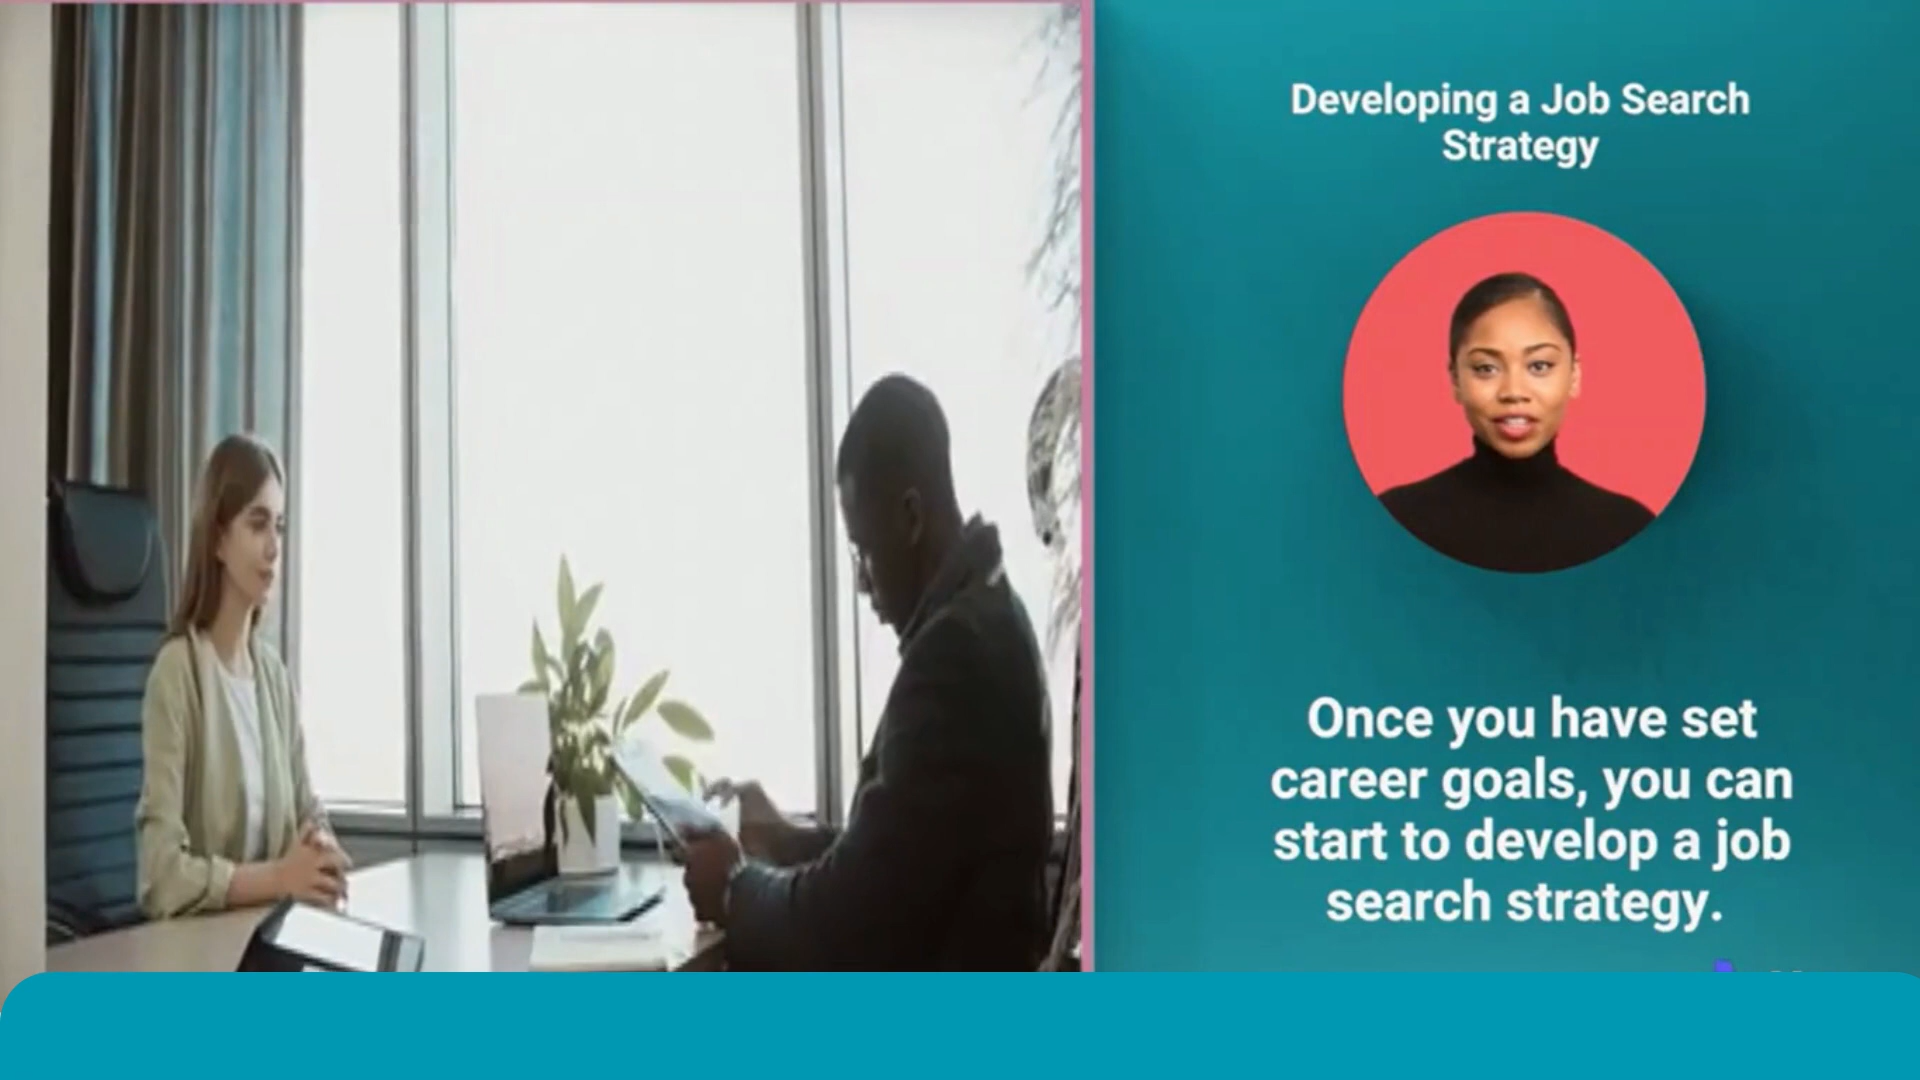 Developing a Job Search
Strategy
Once you have set
career goals, you can
start to develop a job
search strategy.